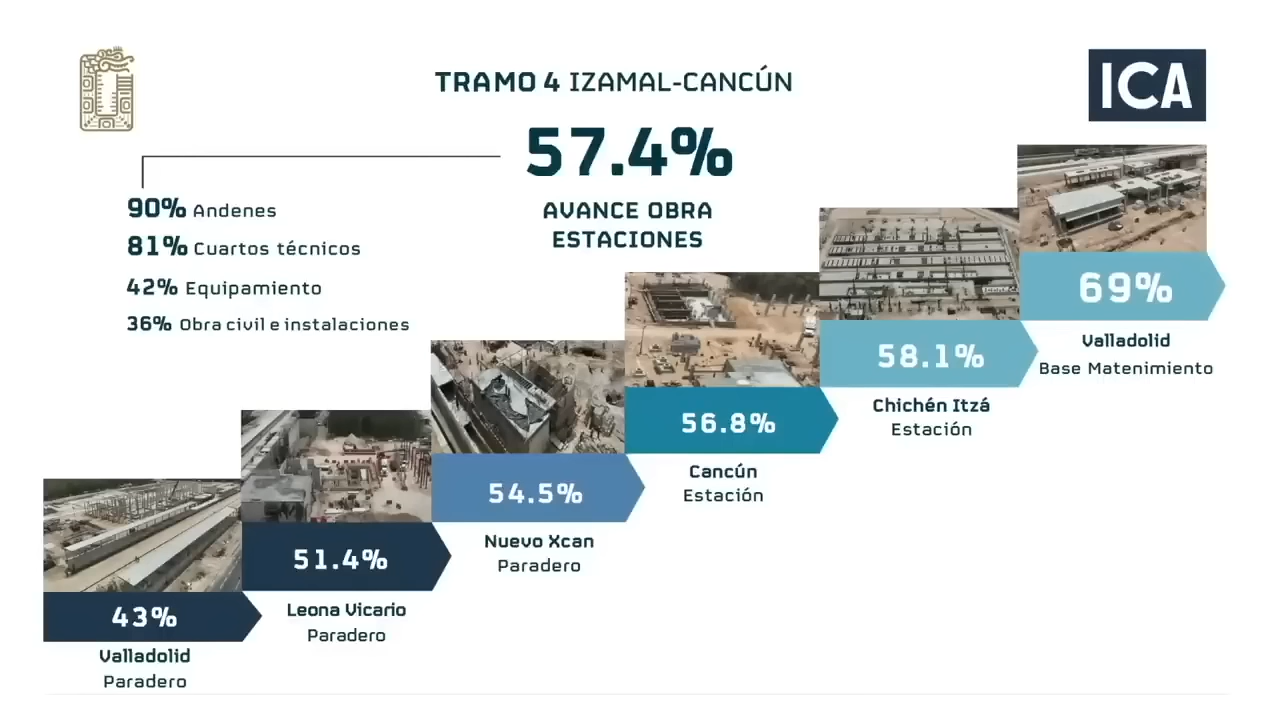 TRAMO 4 IZAMAL-CANCÚN
ICA
57.4%
AVANCE OBRA
ESTACIONES
90% Andenes
81% Cuartos técnicos
42% Equipamiento
36% Obra civil e instalaciones
43%
Valladolid
Paradero
51.4%
Leona Vicario
Paradero
54.5%
Nuevo Xcan
Paradero
56.8%
Cancún
Estación
58.1%
Chichén Itzá
Estación
69%
Valladolid
Base Matenimiento